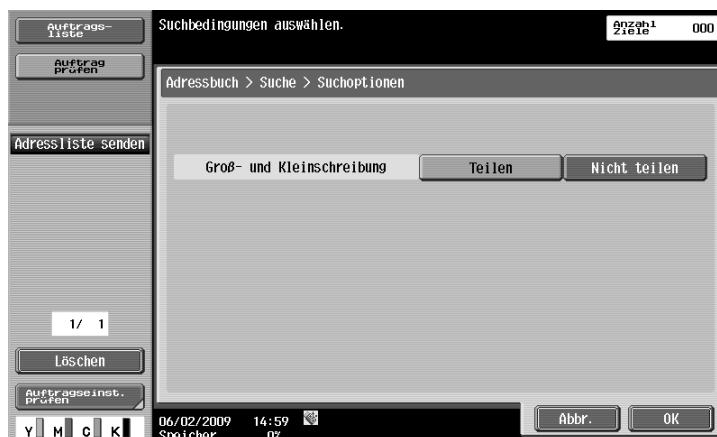 Auftrags-
liste
Auftrag
prüfen
Adressliste senden
1/ 1
Löschen
Auftragseinst.
prüfen
Y M C K
Suchbedingungen auswählen.
Anzahl
Ziele
000
Adressbuch > Suche > Suchoptionen
Groß- und Kleinschreibung
Teilen
Nicht teilen
06/02/2009 14:59
Speicher 0%
Abbr.
OK